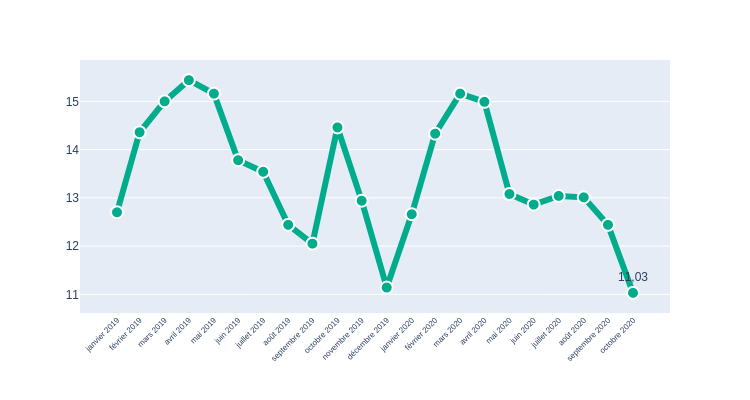 15
14
13
12
11
11.03
janvier 2019
février 2019
mars 2019
avril 2019
mai 2019
juin 2019
juillet 2019
août 2019
septembre 2019
octobre 2019
novembre 2019
décembre 2019
janvier 2020
février 2020
mars 2020
avril 2020
mai 2020
juin 2020
juillet 2020
août 2020
septembre 2020
octobre 2020